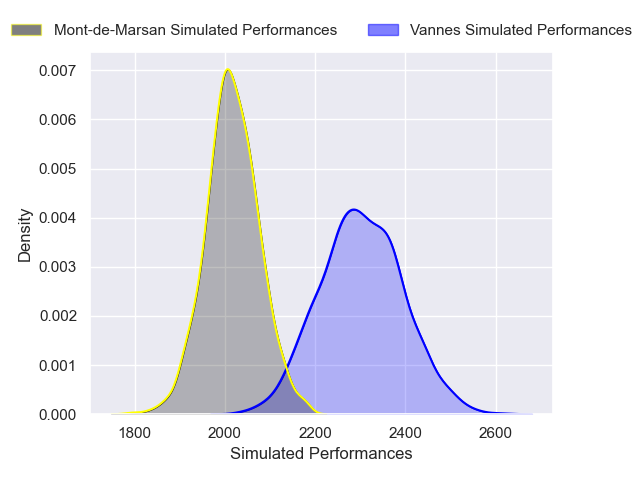 Mont-de-Marsan Simulated Performances Vannes Simulated Performances
0.007
0.006
0.005
0.004
0.003
0.002
0.001
0.000
Density
1800 2000 2200 2400 2600
Simulated Performances